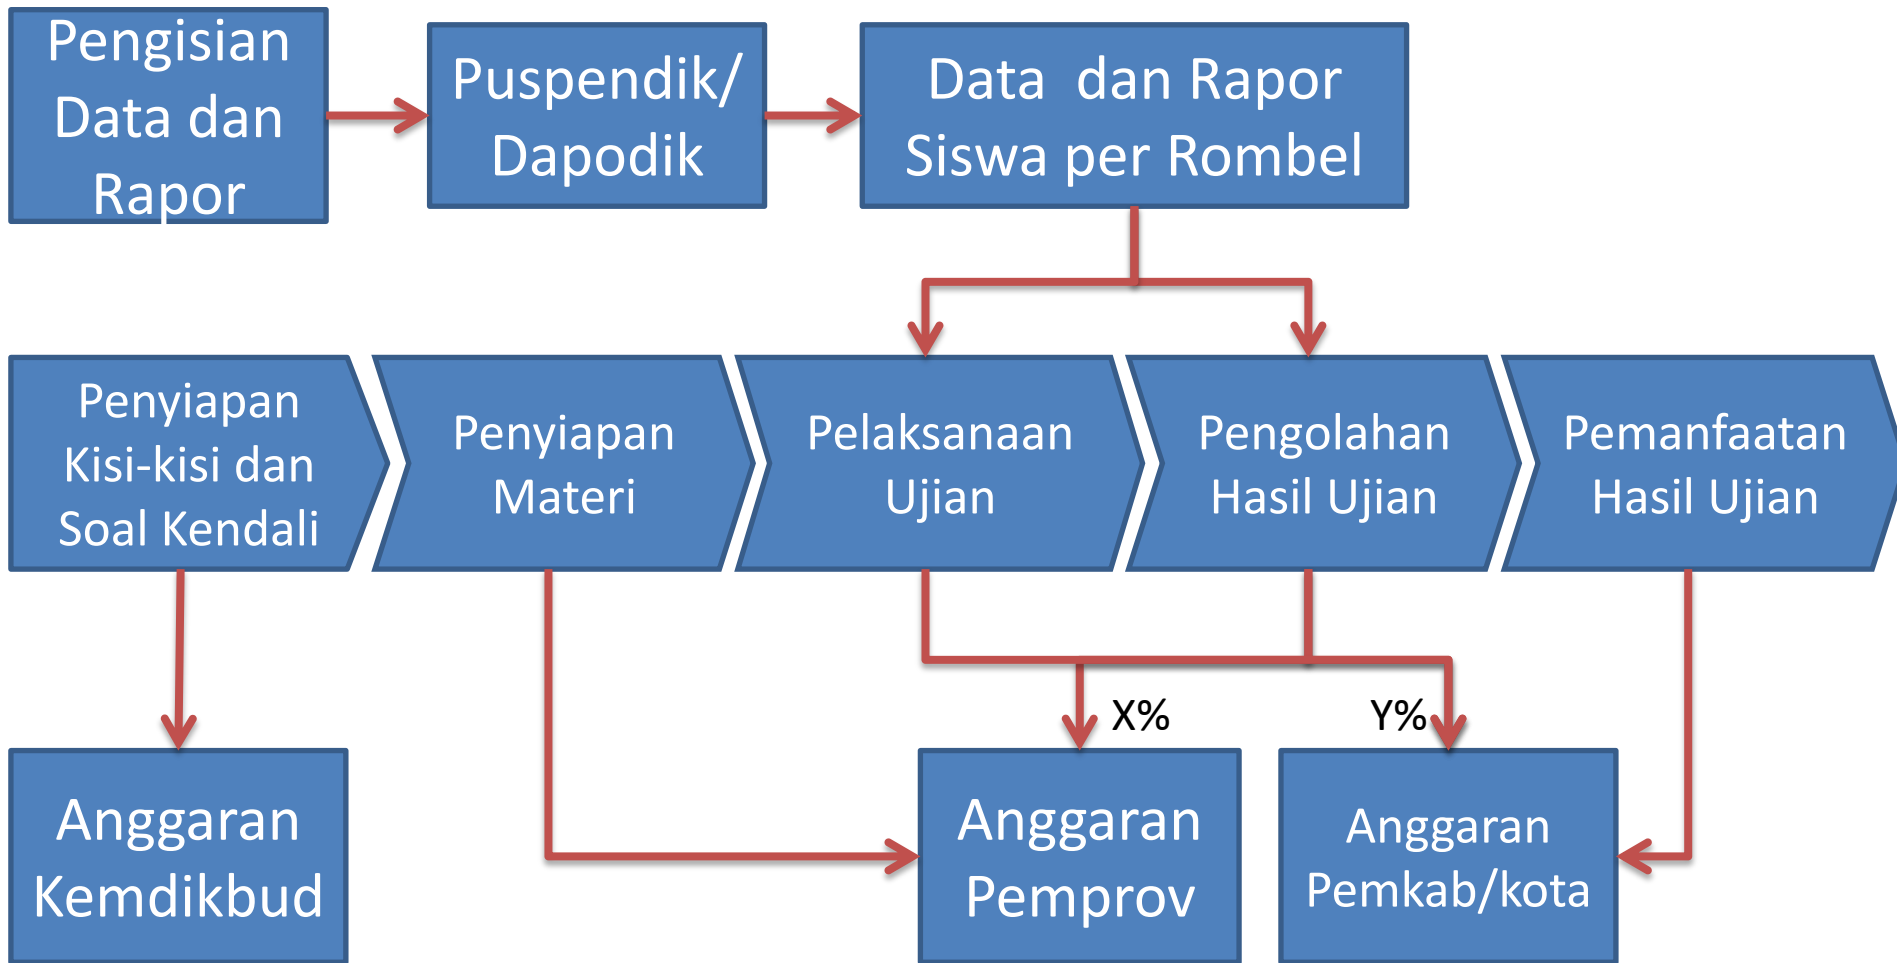 Pengisian
Data dan
Rapor
Puspendik/
Dapodik
Data dan Rapor
Siswa per Rombel
Penyiapan
Kisi-kisi dan
Soal Kendali
Penyiapan
Materi
Pelaksanaan
Ujian
Pengolahan
Hasil Ujian
Pemanfaatan
Hasil Ujian
X%
Y%
Anggaran
Kemdikbud
Anggaran
Pemprov
Anggaran
Pemkab/kota